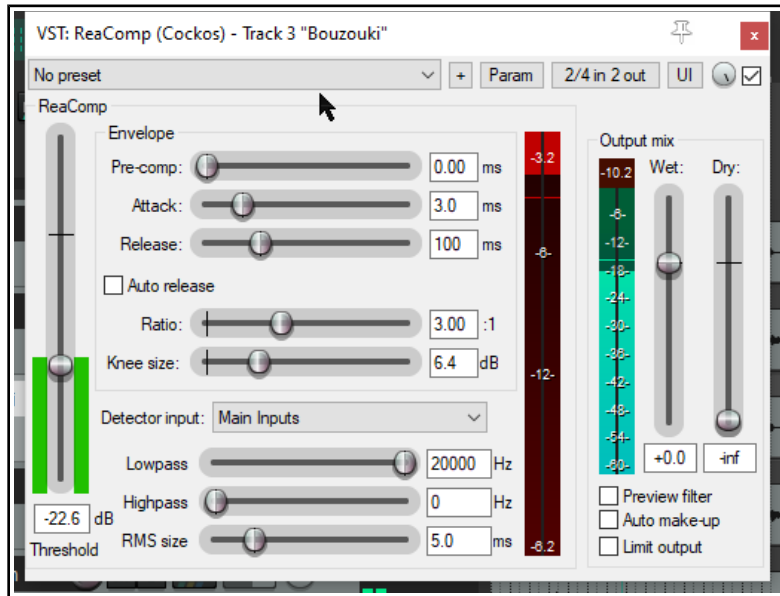 VST: ReaComp (Cockos) - Track 3 "Bouzouki"
x
No preset
+
Param
2/4 in 2 out
UI
ReaComp
Envelope
Pre-comp: 0.00 ms
Attack: 3.0 ms
Release: 100 ms
Auto release
Ratio: 3.00 :1
Knee size: 6.4 dB
Detector input: Main Inputs
Lowpass 20000 Hz
Highpass 0 Hz
RMS size 5.0 ms
-22.6 dB
Threshold
-3.2
-6-
-12-
-6.2
Output mix
Wet: Dry:
-10.2
-6-
-12-
-18-
-24-
-30-
-36-
-42-
-48-
-54-
-60-
+0.0 -inf
Preview filter
Auto make-up
Limit output